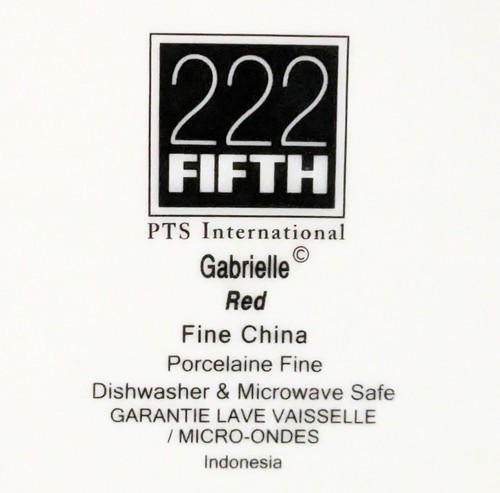 222
FIFTH
PTS International
Gabrielle©
Red
Fine China
Porcelaine Fine
Dishwasher & Microwave Safe
GARANTIE LAVE VAISSELLE
/ MICRO-ONDES
Indonesia